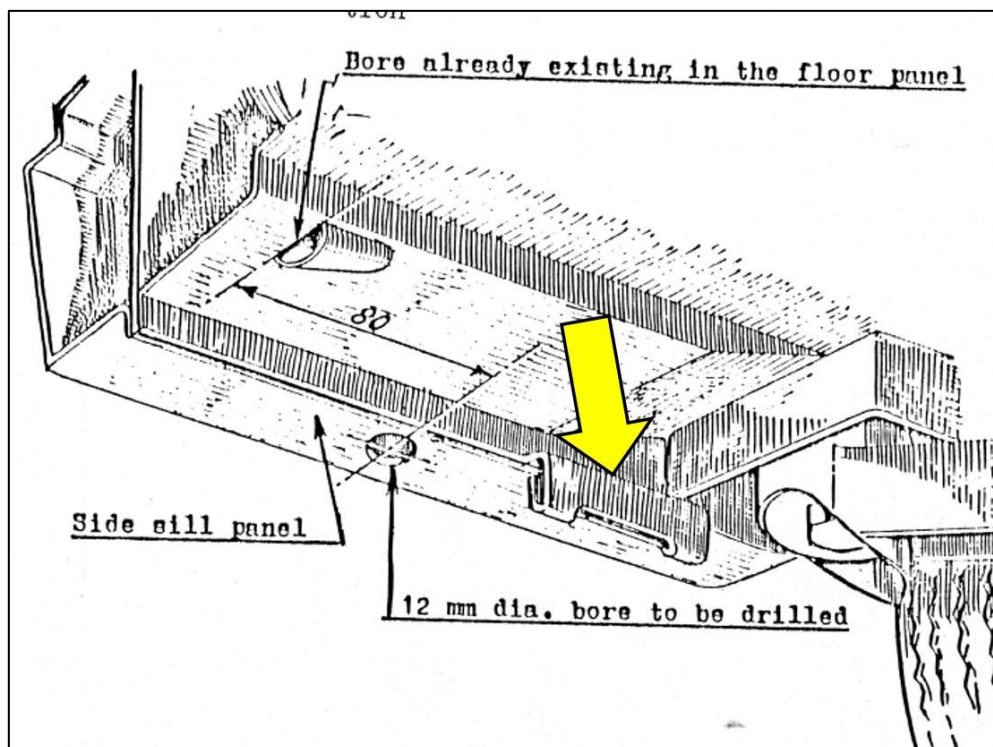 Bore already existing in the floor panel
80
Side sill panel
12 mm dia. bore to be drilled